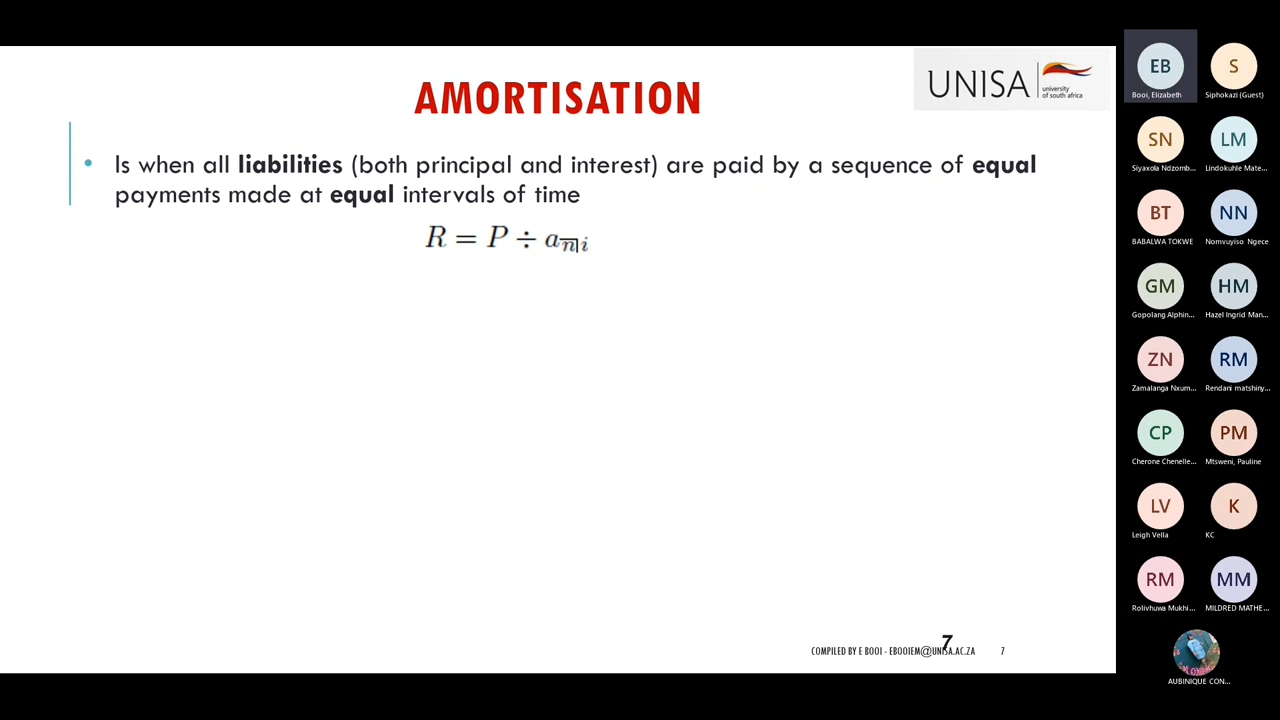 AMORTISATION
UNISA
university
of south africa
• Is when all liabilities (both principal and interest) are paid by a sequence of equal
payments made at equal intervals of time
R = P ÷ a_{n̅| i}
COMPILED BY E BOOI - EBOOIEM@UNISA.AC.ZA
7
7
EB
Booi, Elizabeth
S
Siphokazi (Guest)
SN
Siyaxola Ndzomb...
LM
Lindokuhle Mate...
BT
BABALWA TOKWE
NN
Nomvuyiso Ngece
GM
Gopolang Alphin...
HM
Hazel Ingrid Man...
ZN
Zamalanga Nxum...
RM
Rendani matshiny...
CP
Cherone Chenelle...
PM
Mtsweni, Pauline
LV
Leigh Vella
K
KC
RM
Rolivhuwa Mukhi...
MM
MILDRED MATHE...
AUBINIQUE CON...